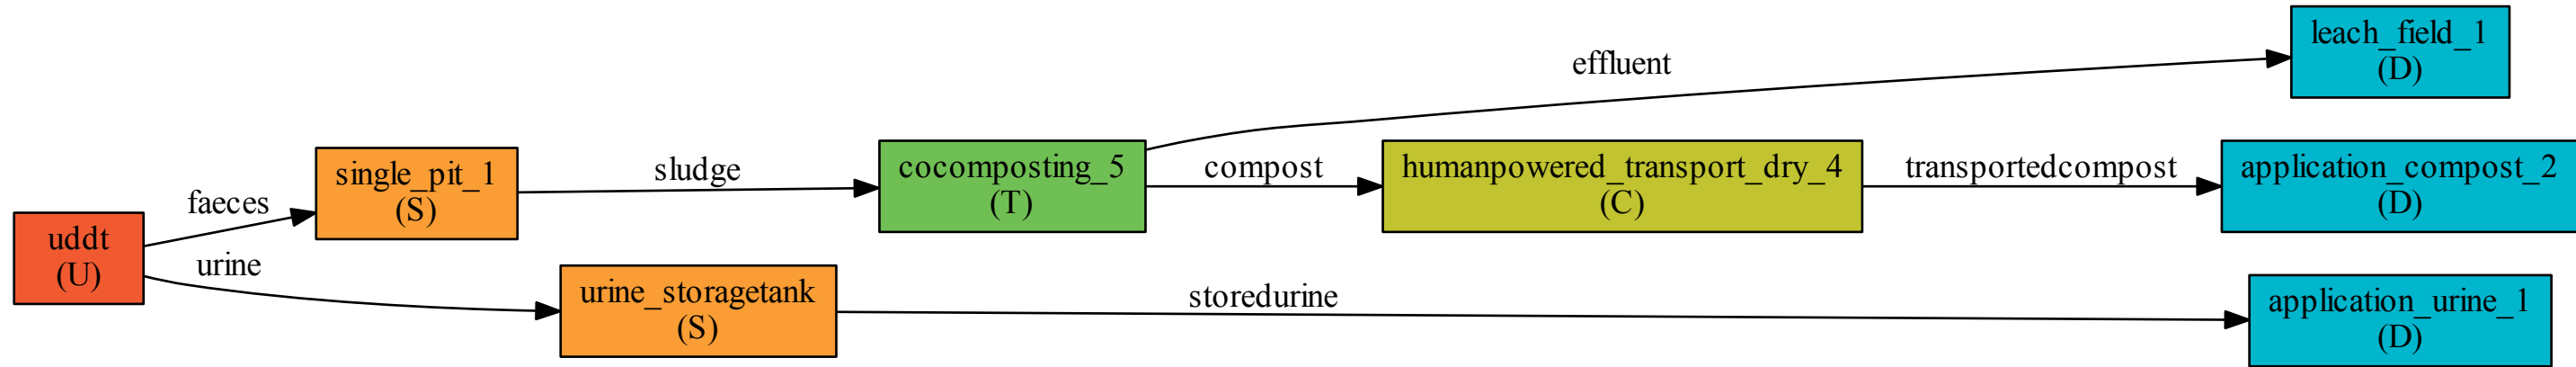 uddt
(U)
faeces
urine
single_pit_1
(S)
urine_storagetank
(S)
sludge
storedurine
cocomposting_5
(T)
effluent
compost
humanpowered_transport_dry_4
(C)
transportedcompost
leach_field_1
(D)
application_compost_2
(D)
application_urine_1
(D)